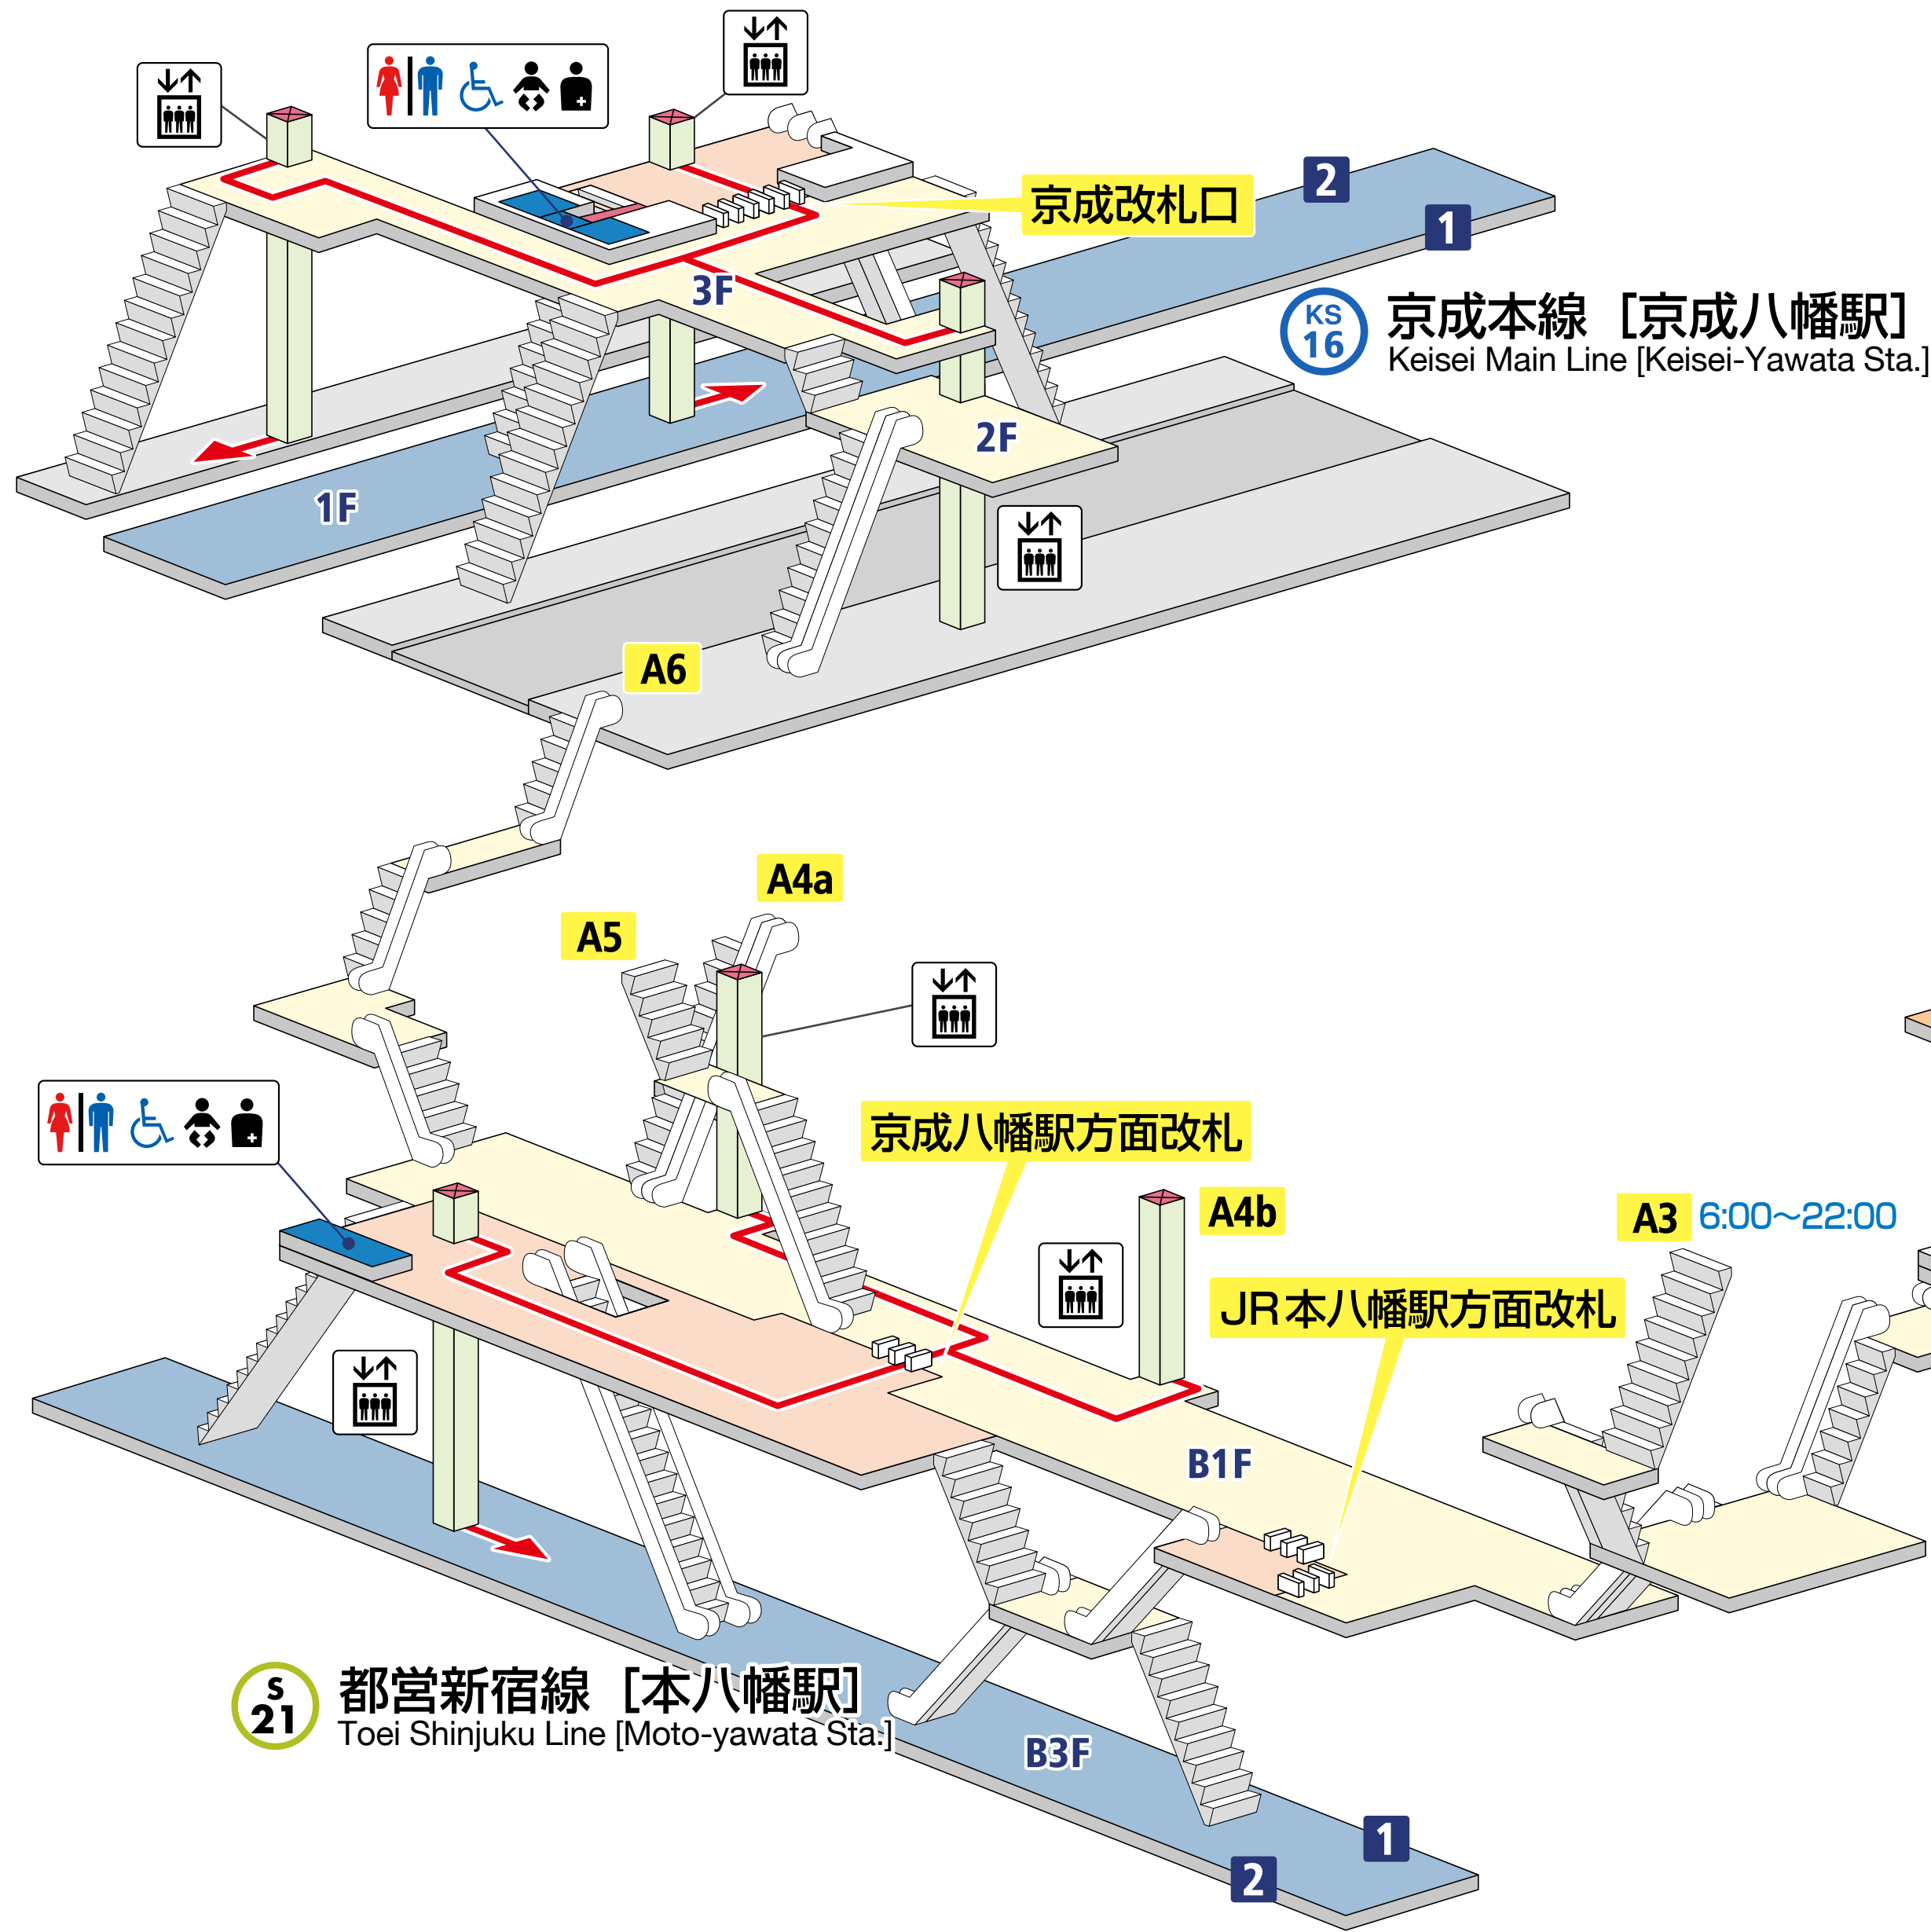 2
京成改札口
1
3F
KS
16
京成本線［京成八幡駅］
Keisei Main Line [Keisei-Yawata Sta.]
2F
1F
A6
A4a
A5
京成八幡駅方面改札
A4b
A3 6:00～22:00
JR本八幡駅方面改札
B1F
S
21
都営新宿線［本八幡駅］
Toei Shinjuku Line [Moto-yawata Sta.]
B3F
1
2